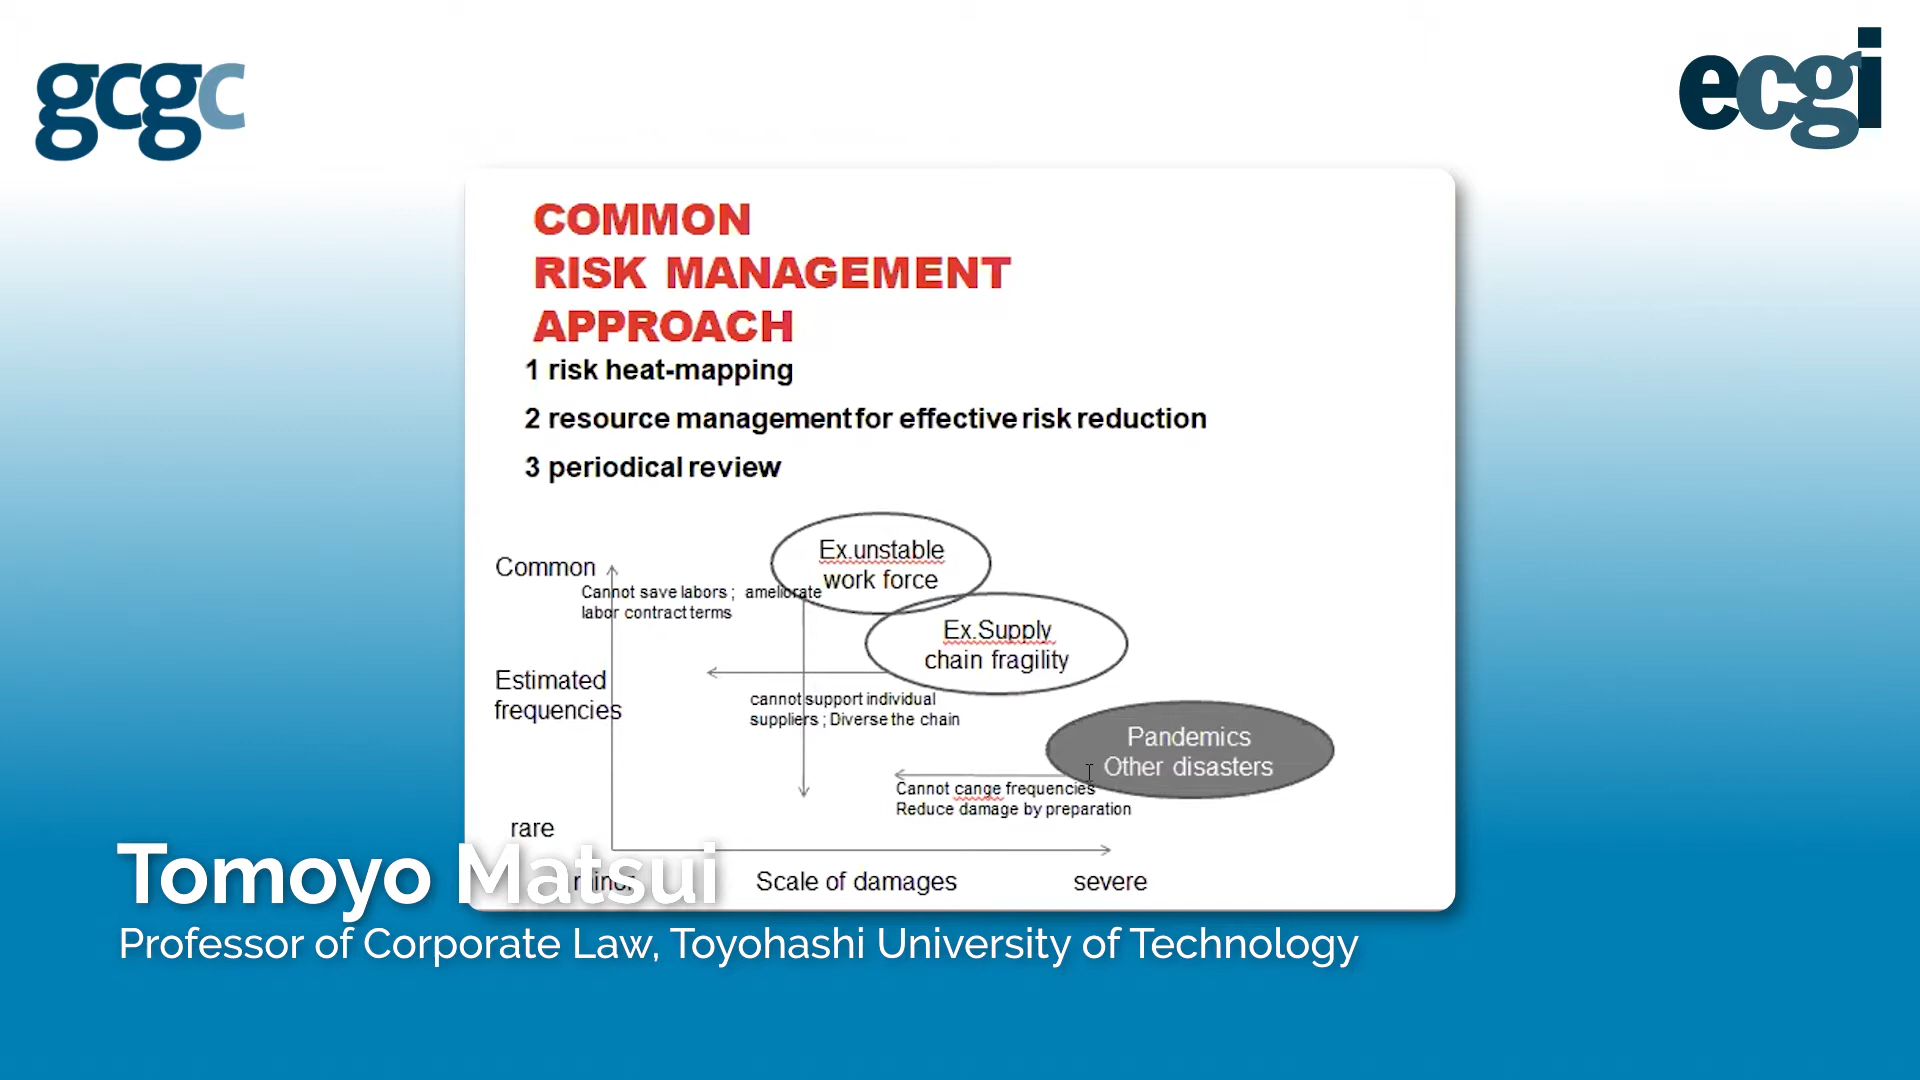 gcgc
ecgi
COMMON
RISK MANAGEMENT
APPROACH
1 risk heat-mapping
2 resource management for effective risk reduction
3 periodical review
Ex.unstable
work force
Common
Cannot save labors ; ameliorate
labor contract terms
Ex.Supply
chain fragility
Estimated
frequencies
cannot support individual
suppliers ; Diverse the chain
Pandemics
Other disasters
Cannot cange frequencies
Reduce damage by preparation
rare
minor
Scale of damages
severe
Tomoyo Matsui
Professor of Corporate Law, Toyohashi University of Technology